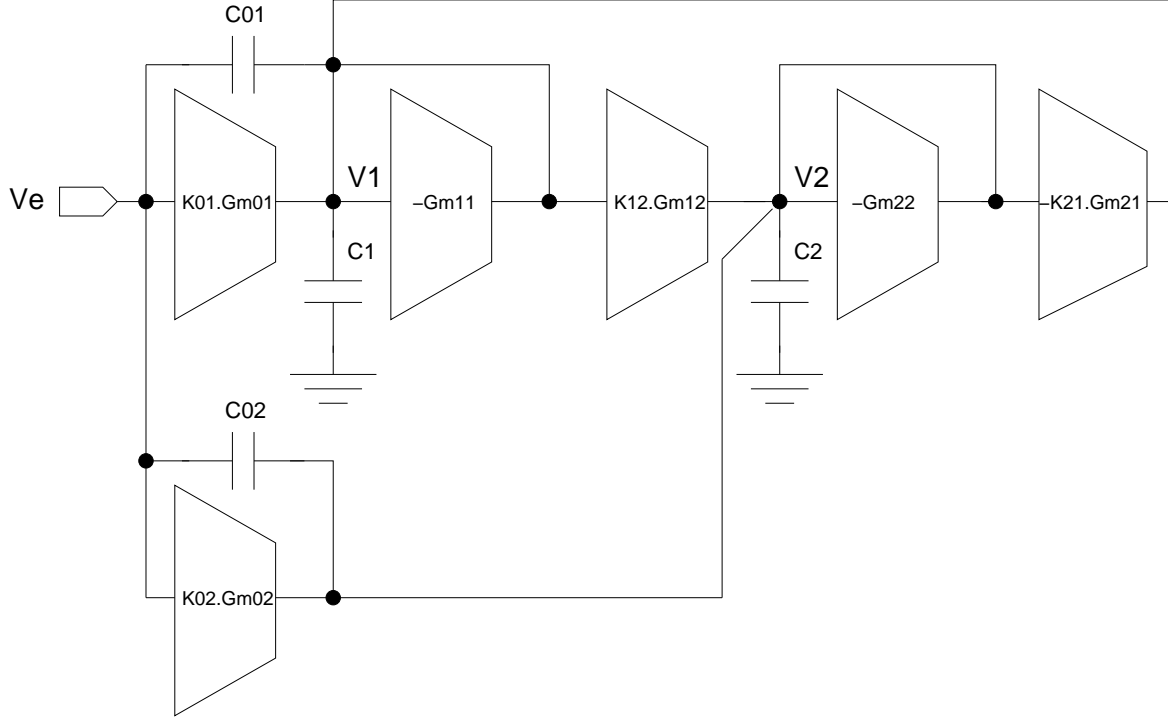 C01
Ve
K01.Gm01
V1
–Gm11
K12.Gm12
V2
–Gm22
–K21.Gm21
C1
C2
C02
K02.Gm02